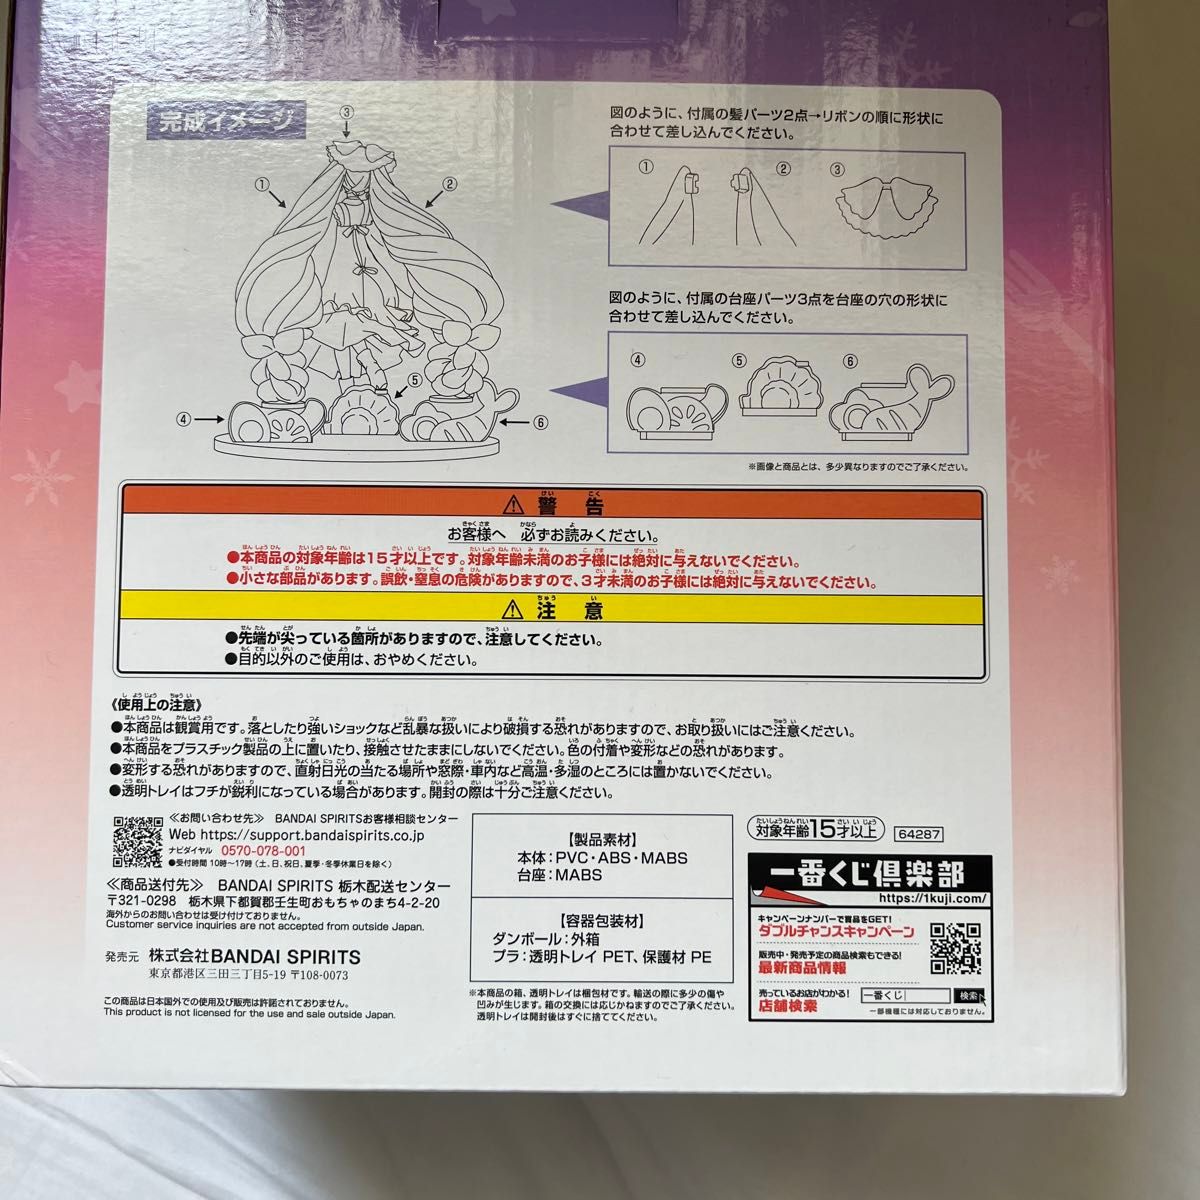 完成イメージ
③
①
②
④
⑤
⑥
図のように、付属の髪パーツ2点→リボンの順に形状に
合わせて差し込んでください。
①
②
③
図のように、付属の台座パーツ3点を台座の穴の形状に
合わせて差し込んでください。
④
⑤
⑥
※画像と商品とは、多少異なりますのでご了承ください。
⚠ 警告
お客様へ 必ずお読みください。
●本商品の対象年齢は15才以上です。対象年齢未満のお子様には絶対に与えないでください。
●小さな部品があります。誤飲・窒息の危険がありますので、3才未満のお子様には絶対に与えないでください。
⚠ 注意
●先端が尖っている箇所がありますので、注意してください。
●目的以外のご使用は、おやめください。
《使用上の注意》
●本商品は観賞用です。落としたり強いショックなど乱暴な扱いにより破損する恐れがありますので、お取り扱いにはご注意ください。
●本商品をプラスチック製品の上に置いたり、接触させたままにしないでください。色の付着や変形などの恐れがあります。
●変形する恐れがありますので、直射日光の当たる場所や窓際・車内など高温・多湿のところには置かないでください。
●透明トレイはフチが鋭利になっている場合があります。開封の際は十分ご注意ください。
≪お問い合わせ先≫ BANDAI SPIRITSお客様相談センター
Web https://support.bandaispirits.co.jp
ナビダイヤル 0570-078-001
●受付時間 10時〜17時(土、日、祝日、夏季・冬季休業日を除く)
≪商品送付先≫ BANDAI SPIRITS 栃木配送センター
〒321-0298 栃木県下都賀郡壬生町おもちゃのまち4-2-20
海外からのお問い合わせは受け付けておりません。
Customer service inquiries are not accepted from outside Japan.
発売元 株式会社BANDAI SPIRITS
東京都港区三田三丁目5-19 〒108-0073
この商品は日本国外での使用及び販売は許諾されておりません。
This product is not licensed for the use and sale outside Japan.
【製品素材】
本体:PVC・ABS・MABS
台座:MABS
【容器包装材】
ダンボール:外箱
プラ:透明トレイ PET、保護材 PE
※本商品の箱、透明トレイは梱包材です。輸送の際に多少の傷や
凹みが生じます。箱の交換には応じかねますのでご了承ください。
透明トレイは開封後はすぐに捨ててください。
対象年齢15才以上
64287
一番くじ倶楽部
https://1kuji.com/
キャンペーンナンバーで賞品をGET!
ダブルチャンスキャンペーン
販売中・発売予定の商品検索もできる!
最新商品情報
売っているお店がわかる!
店舗検索
一番くじ
検索
一部機種には対応しておりません。